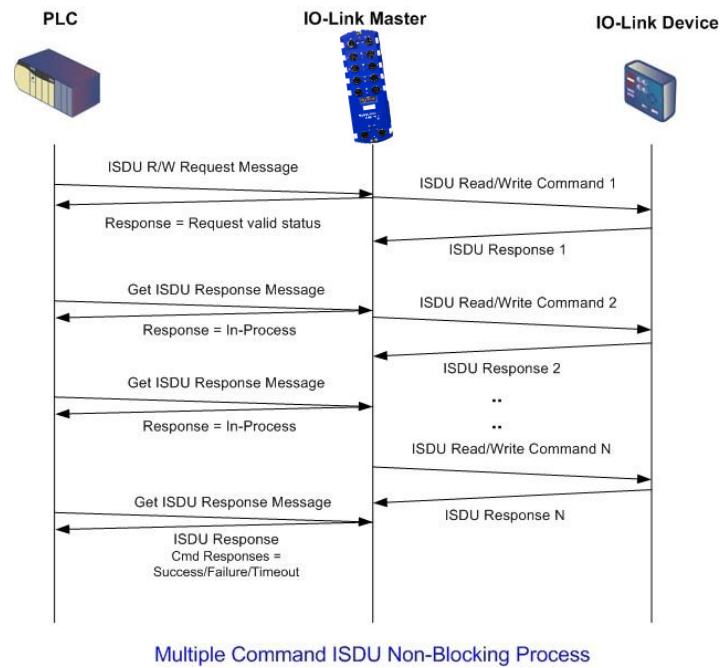 PLC
IO-Link Master
IO-Link Device
ISDU R/W Request Message
ISDU Read/Write Command 1
Response = Request valid status
ISDU Response 1
Get ISDU Response Message
ISDU Read/Write Command 2
Response = In-Process
ISDU Response 2
Get ISDU Response Message
..
Response = In-Process
..
ISDU Read/Write Command N
Get ISDU Response Message
ISDU Response N
ISDU Response
Cmd Responses =
Success/Failure/Timeout
Multiple Command ISDU Non-Blocking Process